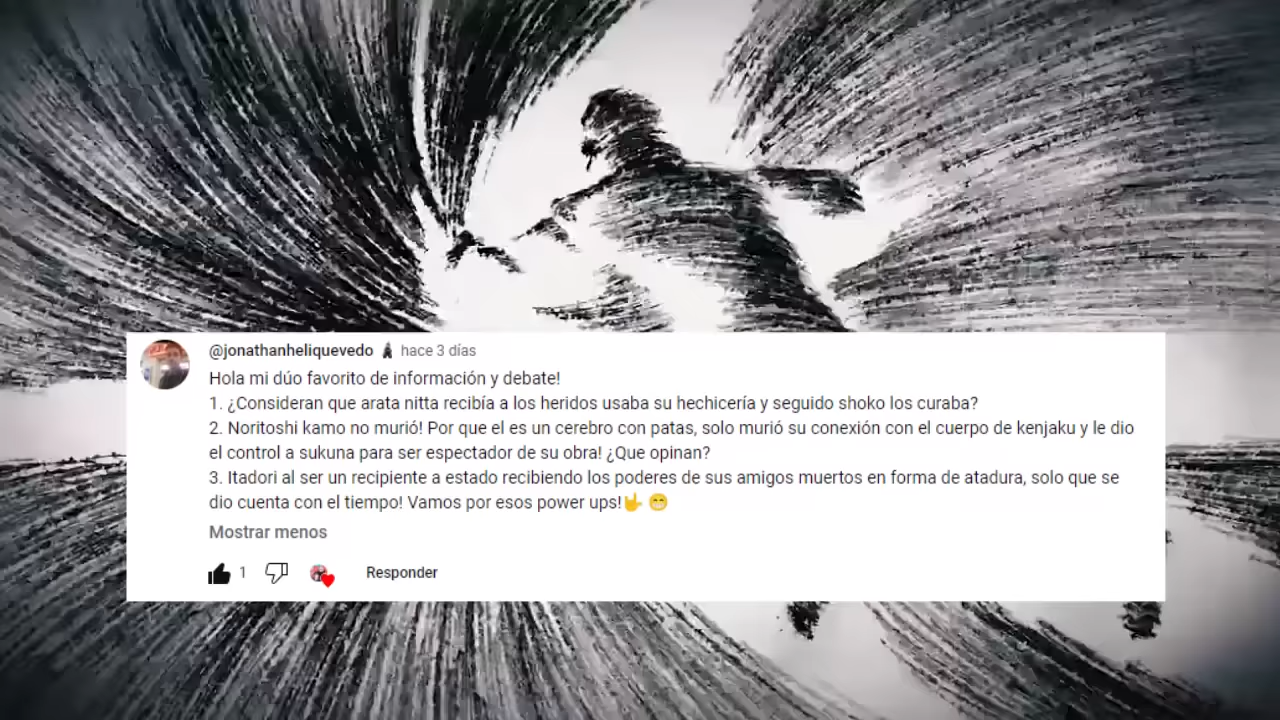 @jonathanheliquevedo hace 3 días
Hola mi dúo favorito de información y debate!
1. ¿Consideran que arata nitta recibía a los heridos usaba su hechicería y seguido shoko los curaba?
2. Noritoshi kamo no murió! Por que el es un cerebro con patas, solo murió su conexión con el cuerpo de kenjaku y le dio
el control a sukuna para ser espectador de su obra! ¿Que opinan?
3. Itadori al ser un recipiente a estado recibiendo los poderes de sus amigos muertos en forma de atadura, solo que se
dio cuenta con el tiempo! Vamos por esos power ups!🤟 😁
Mostrar menos
1 Responder